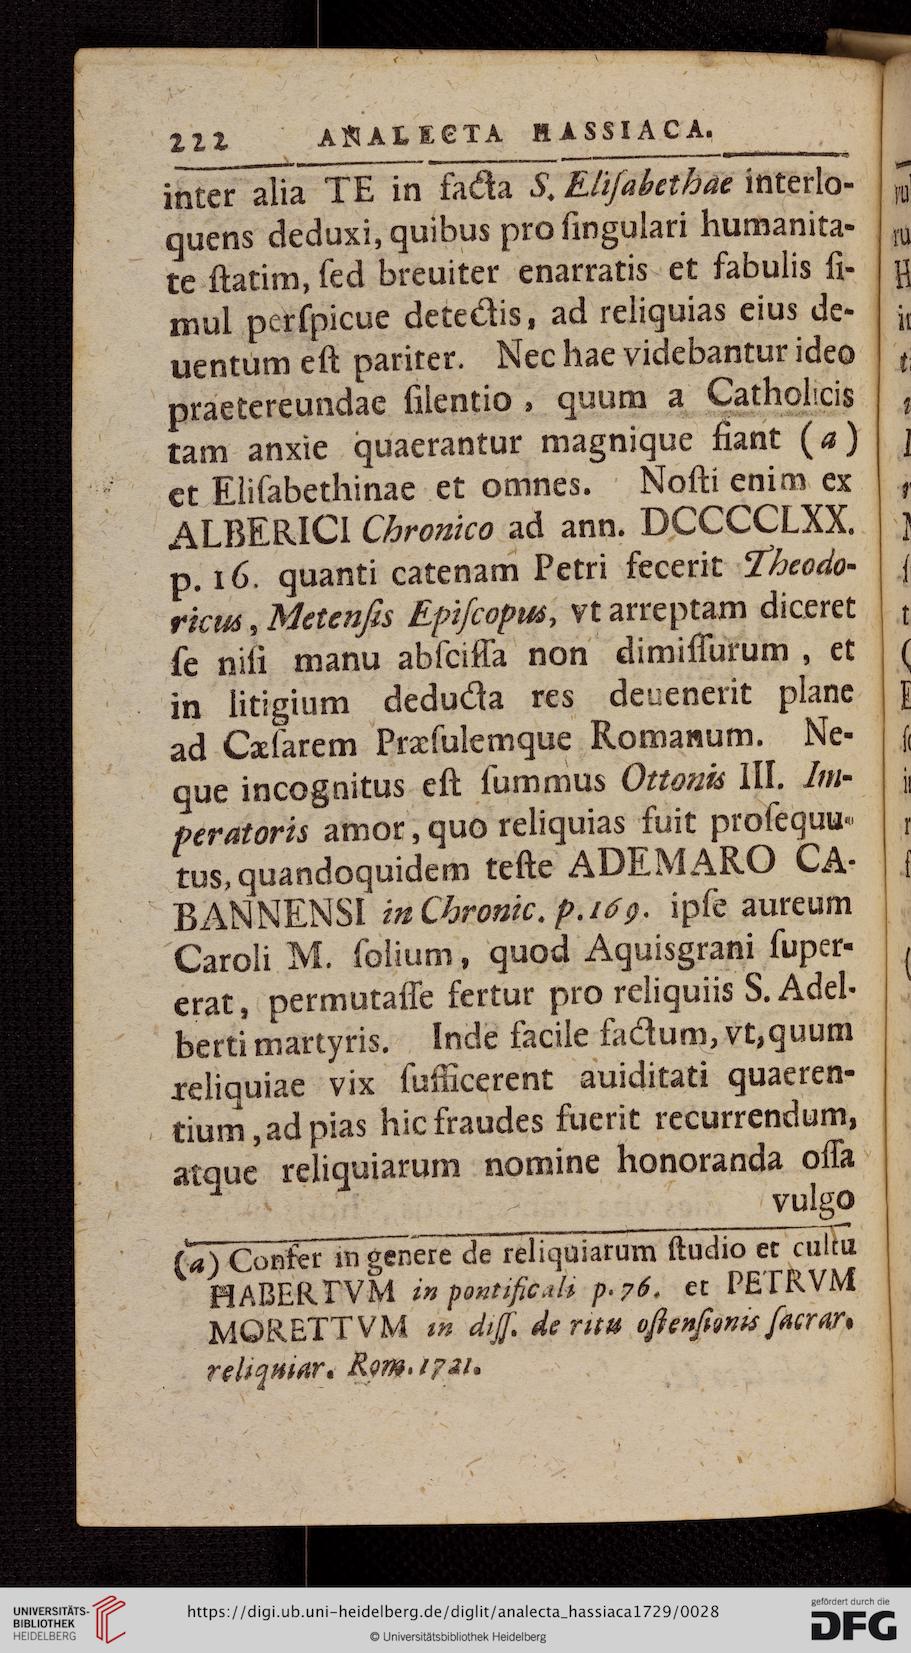 222 ANALECTA HASSIACA.
inter alia TE in facta S. Eliſabethae interlo-
quens deduxi, quibus pro ſingulari humanita-
te ſtatim, ſed breuiter enarratis et fabulis ſi-
mul perſpicue detectis, ad reliquias eius de-
uentum eſt pariter. Nec hae videbantur ideo
praetereundae ſilentio, quum a Catholicis
tam anxie quaerantur magnique fiant (a)
et Eliſabethinae et omnes. Noſti enim ex
ALBERICI Chronico ad ann. DCCCCLXX.
p. 16. quanti catenam Petri fecerit Theodo-
ricus, Metenſis Epiſcopus, vt arreptam diceret
ſe niſi manu abſciſſa non dimiſſurum, et
in litigium deducta res deuenerit plane
ad Cæſarem Præſulemque Romanum. Ne-
que incognitus eſt ſummus Ottonis III. Im-
peratoris amor, quo reliquias fuit proſequu-
tus, quandoquidem teſte ADEMARO CA-
BANNENSI in Chronic. p. 169. ipſe aureum
Caroli M. ſolium, quod Aquisgrani ſuper-
erat, permutaſſe fertur pro reliquiis S. Adel-
berti martyris. Inde facile factum, vt, quum
reliquiae vix ſufficerent auiditati quaeren-
tium, ad pias hic fraudes fuerit recurrendum,
atque reliquiarum nomine honoranda oſſa
vulgo
(a) Confer in genere de reliquiarum ſtudio et cultu
HABERTVM in pontificali p. 76. et PETRVM
MORETTVM in diſſ. de ritu oſtenſionis ſacrar.
reliquiar. Rom. 1721.
UNIVERSITÄTS-
BIBLIOTHEK
HEIDELBERG
https://digi.ub.uni-heidelberg.de/diglit/analecta_hassiaca1729/0028
© Universitätsbibliothek Heidelberg
gefördert durch die
DFG